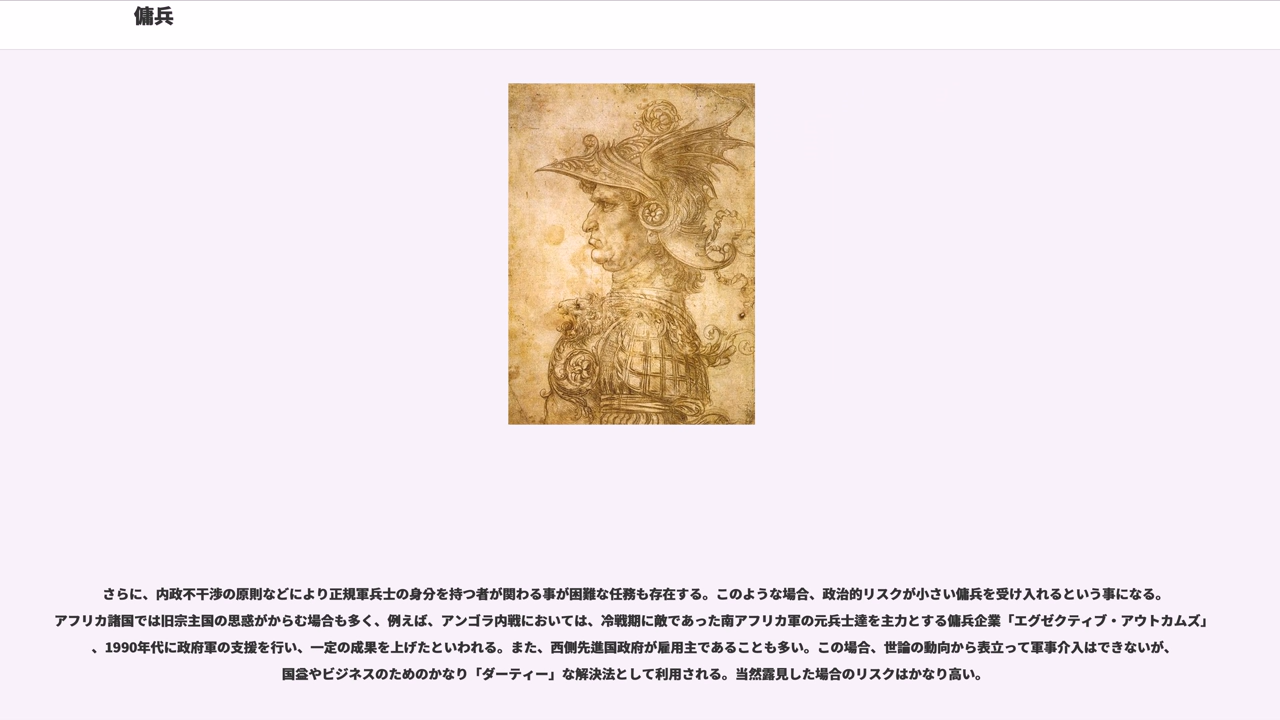 傭兵
さらに、内政不干渉の原則などにより正規軍兵士の身分を持つ者が関わる事が困難な任務も存在する。このような場合、政治的リスクが小さい傭兵を受け入れるという事になる。
アフリカ諸国では旧宗主国の思惑がからむ場合も多く、例えば、アンゴラ内戦においては、冷戦期に敵であった南アフリカ軍の元兵士達を主力とする傭兵企業「エグゼクティブ・アウトカムズ」
、1990年代に政府軍の支援を行い、一定の成果を上げたといわれる。また、西側先進国政府が雇用主であることも多い。この場合、世論の動向から表立って軍事介入はできないが、
国益やビジネスのためのかなり「ダーティー」な解決法として利用される。当然露見した場合のリスクはかなり高い。